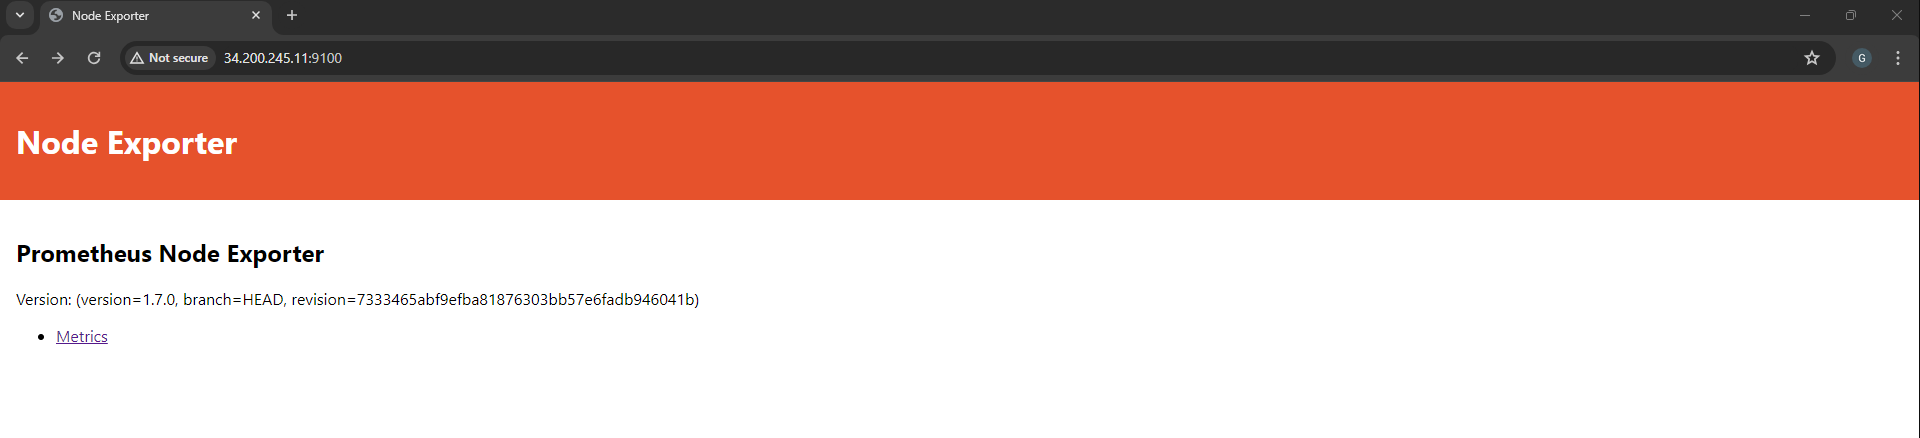 Node Exporter
Not secure
34.200.245.11:9100
G
Node Exporter
Prometheus Node Exporter
Version: (version=1.7.0, branch=HEAD, revision=7333465abf9efba81876303bb57e6fadb946041b)
Metrics